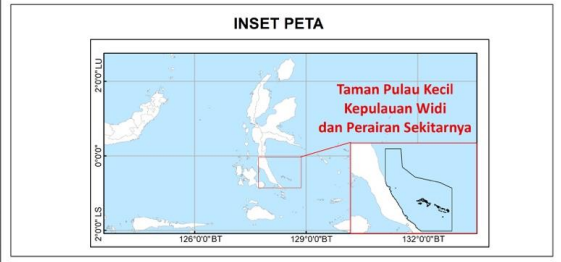 INSET PETA
2°0'0" LU
Taman Pulau Kecil
Kepulauan Widi
dan Perairan Sekitarnya
0°0'0"
2°0'0" LS
126°0'0"BT
129°0'0"BT
132°0'0"BT